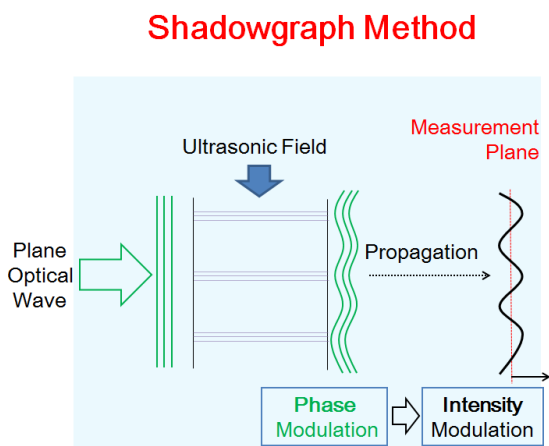 Shadowgraph Method
Measurement
Plane
Ultrasonic Field
Plane
Optical
Wave
Propagation
Phase
Modulation
Intensity
Modulation